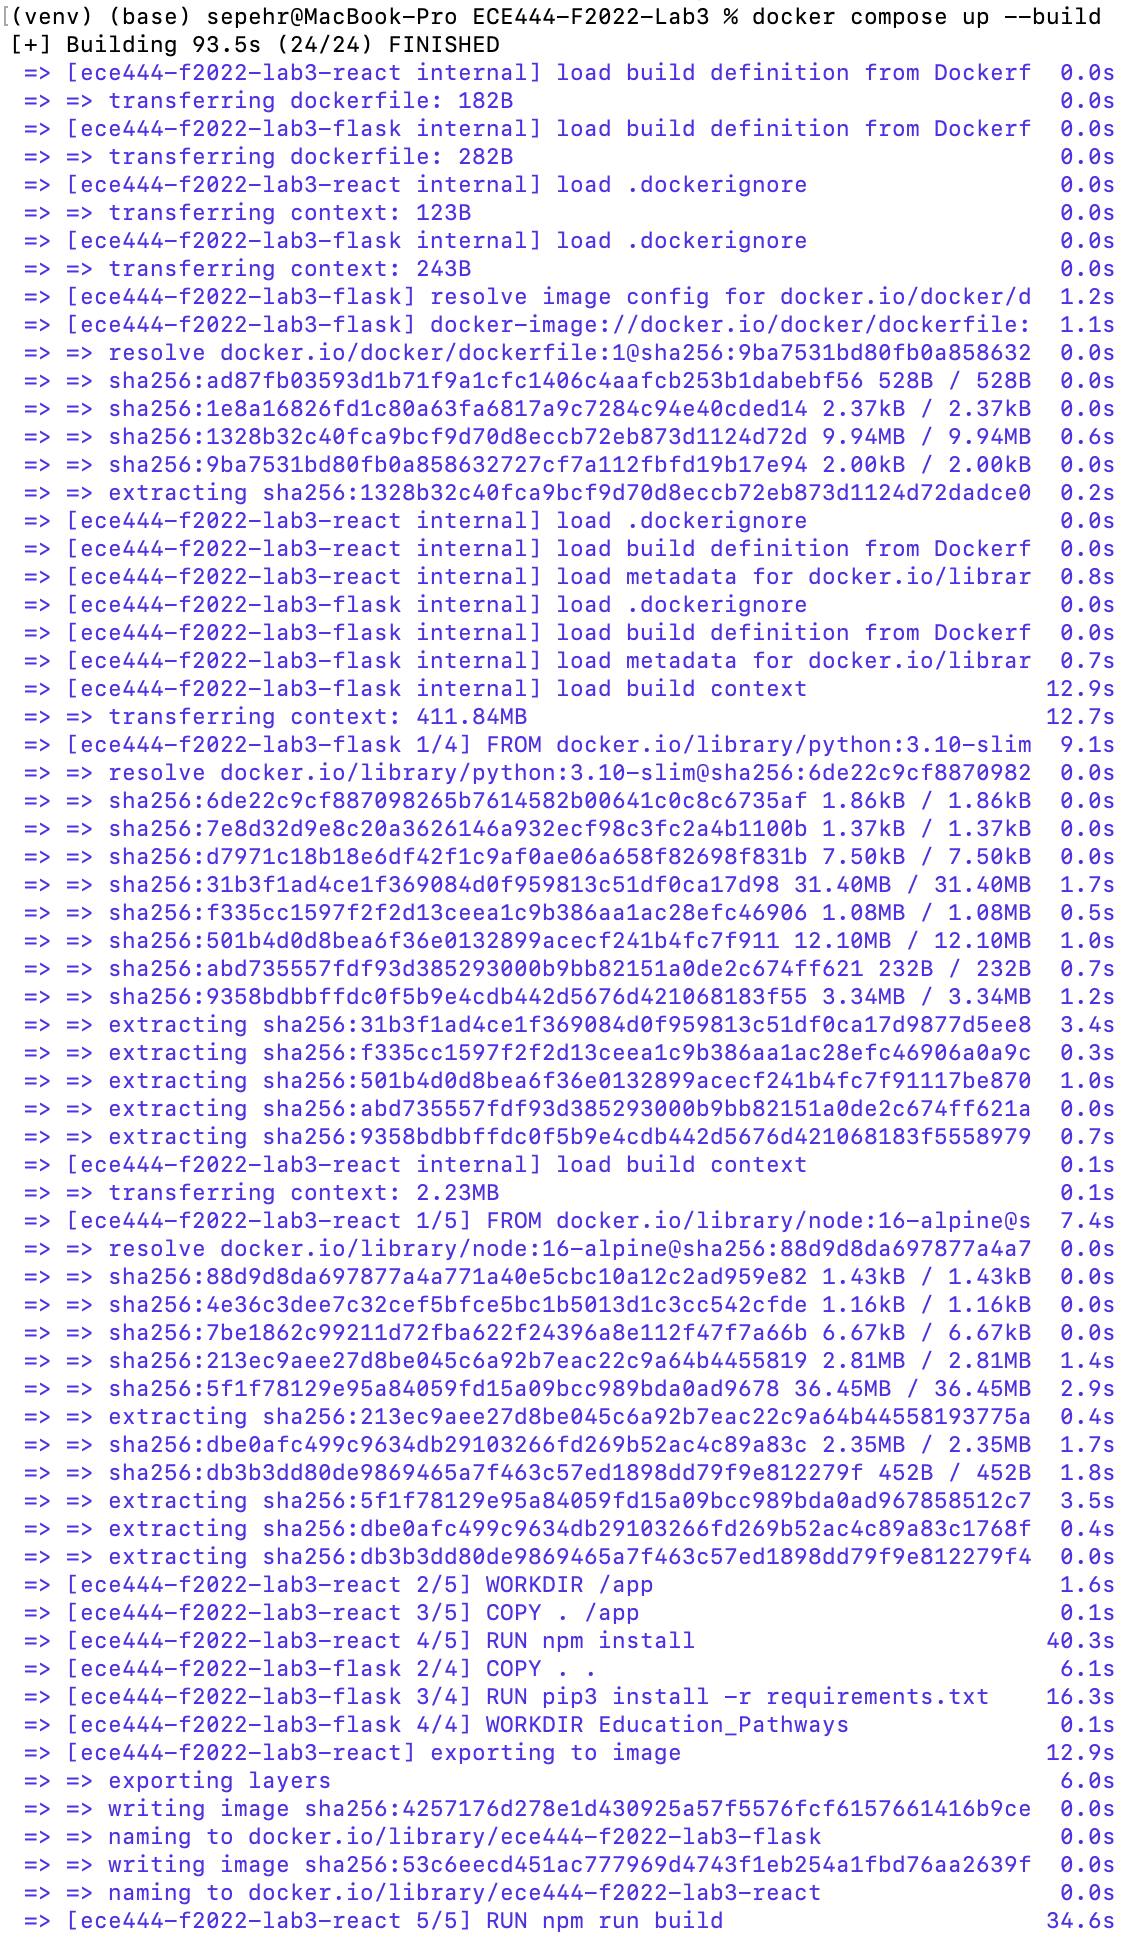 (venv) (base) sepehr@MacBook-Pro ECE444-F2022-Lab3 % docker compose up --build
[+] Building 93.5s (24/24) FINISHED
=> [ece444-f2022-lab3-react internal] load build definition from Dockerf 0.0s
=> => transferring dockerfile: 182B 0.0s
=> [ece444-f2022-lab3-flask internal] load build definition from Dockerf 0.0s
=> => transferring dockerfile: 282B 0.0s
=> [ece444-f2022-lab3-react internal] load .dockerignore 0.0s
=> => transferring context: 123B 0.0s
=> [ece444-f2022-lab3-flask internal] load .dockerignore 0.0s
=> => transferring context: 243B 0.0s
=> [ece444-f2022-lab3-flask] resolve image config for docker.io/docker/d 1.2s
=> [ece444-f2022-lab3-flask] docker-image://docker.io/docker/dockerfile: 1.1s
=> => resolve docker.io/docker/dockerfile:1@sha256:9ba7531bd80fb0a858632 0.0s
=> => sha256:ad87fb03593d1b71f9a1cfc1406c4aafcb253b1dabebf56 528B / 528B 0.0s
=> => sha256:1e8a16826fd1c80a63fa6817a9c7284c94e40cded14 2.37kB / 2.37kB 0.0s
=> => sha256:1328b32c40fca9bcf9d70d8eccb72eb873d1124d72d 9.94MB / 9.94MB 0.6s
=> => sha256:9ba7531bd80fb0a858632727cf7a112fbfd19b17e94 2.00kB / 2.00kB 0.0s
=> => extracting sha256:1328b32c40fca9bcf9d70d8eccb72eb873d1124d72dadce0 0.2s
=> [ece444-f2022-lab3-react internal] load .dockerignore 0.0s
=> [ece444-f2022-lab3-react internal] load build definition from Dockerf 0.0s
=> [ece444-f2022-lab3-react internal] load metadata for docker.io/librar 0.8s
=> [ece444-f2022-lab3-flask internal] load .dockerignore 0.0s
=> [ece444-f2022-lab3-flask internal] load build definition from Dockerf 0.0s
=> [ece444-f2022-lab3-flask internal] load metadata for docker.io/librar 0.7s
=> [ece444-f2022-lab3-flask internal] load build context 12.9s
=> => transferring context: 411.84MB 12.7s
=> [ece444-f2022-lab3-flask 1/4] FROM docker.io/library/python:3.10-slim 9.1s
=> => resolve docker.io/library/python:3.10-slim@sha256:6de22c9cf8870982 0.0s
=> => sha256:6de22c9cf887098265b7614582b00641c0c8c6735af 1.86kB / 1.86kB 0.0s
=> => sha256:7e8d32d9e8c20a3626146a932ecf98c3fc2a4b1100b 1.37kB / 1.37kB 0.0s
=> => sha256:d7971c18b18e6df42f1c9af0ae06a658f82698f831b 7.50kB / 7.50kB 0.0s
=> => sha256:31b3f1ad4ce1f369084d0f959813c51df0ca17d98 31.40MB / 31.40MB 1.7s
=> => sha256:f335cc1597f2f2d13ceea1c9b386aa1ac28efc46906 1.08MB / 1.08MB 0.5s
=> => sha256:501b4d0d8bea6f36e0132899acecf241b4fc7f911 12.10MB / 12.10MB 1.0s
=> => sha256:abd735557fdf93d385293000b9bb82151a0de2c674ff621 232B / 232B 0.7s
=> => sha256:9358bdbbffdc0f5b9e4cdb442d5676d421068183f55 3.34MB / 3.34MB 1.2s
=> => extracting sha256:31b3f1ad4ce1f369084d0f959813c51df0ca17d9877d5ee8 3.4s
=> => extracting sha256:f335cc1597f2f2d13ceea1c9b386aa1ac28efc46906a0a9c 0.3s
=> => extracting sha256:501b4d0d8bea6f36e0132899acecf241b4fc7f91117be870 1.0s
=> => extracting sha256:abd735557fdf93d385293000b9bb82151a0de2c674ff621a 0.0s
=> => extracting sha256:9358bdbbffdc0f5b9e4cdb442d5676d421068183f5558979 0.7s
=> [ece444-f2022-lab3-react internal] load build context 0.1s
=> => transferring context: 2.23MB 0.1s
=> [ece444-f2022-lab3-react 1/5] FROM docker.io/library/node:16-alpine@s 7.4s
=> => resolve docker.io/library/node:16-alpine@sha256:88d9d8da697877a4a7 0.0s
=> => sha256:88d9d8da697877a4a771a40e5cbc10a12c2ad959e82 1.43kB / 1.43kB 0.0s
=> => sha256:4e36c3dee7c32cef5bfce5bc1b5013d1c3cc542cfde 1.16kB / 1.16kB 0.0s
=> => sha256:7be1862c99211d72fba622f24396a8e112f47f7a66b 6.67kB / 6.67kB 0.0s
=> => sha256:213ec9aee27d8be045c6a92b7eac22c9a64b4455819 2.81MB / 2.81MB 1.4s
=> => sha256:5f1f78129e95a84059fd15a09bcc989bda0ad9678 36.45MB / 36.45MB 2.9s
=> => extracting sha256:213ec9aee27d8be045c6a92b7eac22c9a64b44558193775a 0.4s
=> => sha256:dbe0afc499c9634db29103266fd269b52ac4c89a83c 2.35MB / 2.35MB 1.7s
=> => sha256:db3b3dd80de9869465a7f463c57ed1898dd79f9e812279f 452B / 452B 1.8s
=> => extracting sha256:5f1f78129e95a84059fd15a09bcc989bda0ad967858512c7 3.5s
=> => extracting sha256:dbe0afc499c9634db29103266fd269b52ac4c89a83c1768f 0.4s
=> => extracting sha256:db3b3dd80de9869465a7f463c57ed1898dd79f9e812279f4 0.0s
=> [ece444-f2022-lab3-react 2/5] WORKDIR /app 1.6s
=> [ece444-f2022-lab3-react 3/5] COPY . /app 0.1s
=> [ece444-f2022-lab3-react 4/5] RUN npm install 40.3s
=> [ece444-f2022-lab3-flask 2/4] COPY . . 6.1s
=> [ece444-f2022-lab3-flask 3/4] RUN pip3 install -r requirements.txt 16.3s
=> [ece444-f2022-lab3-flask 4/4] WORKDIR Education_Pathways 0.1s
=> [ece444-f2022-lab3-react] exporting to image 12.9s
=> => exporting layers 6.0s
=> => writing image sha256:4257176d278e1d430925a57f5576fcf6157661416b9ce 0.0s
=> => naming to docker.io/library/ece444-f2022-lab3-flask 0.0s
=> => writing image sha256:53c6eecd451ac777969d4743f1eb254a1fbd76aa2639f 0.0s
=> => naming to docker.io/library/ece444-f2022-lab3-react 0.0s
=> [ece444-f2022-lab3-react 5/5] RUN npm run build 34.6s